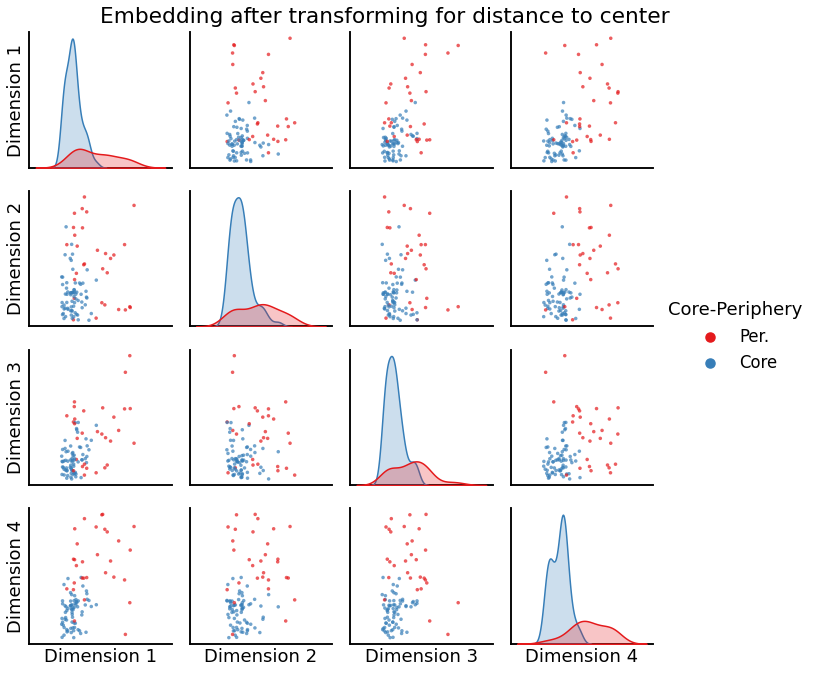 Embedding after transforming for distance to center
Dimension 1
Dimension 2
Core-Periphery
Per.
Core
Dimension 3
Dimension 4
Dimension 1
Dimension 2
Dimension 3
Dimension 4